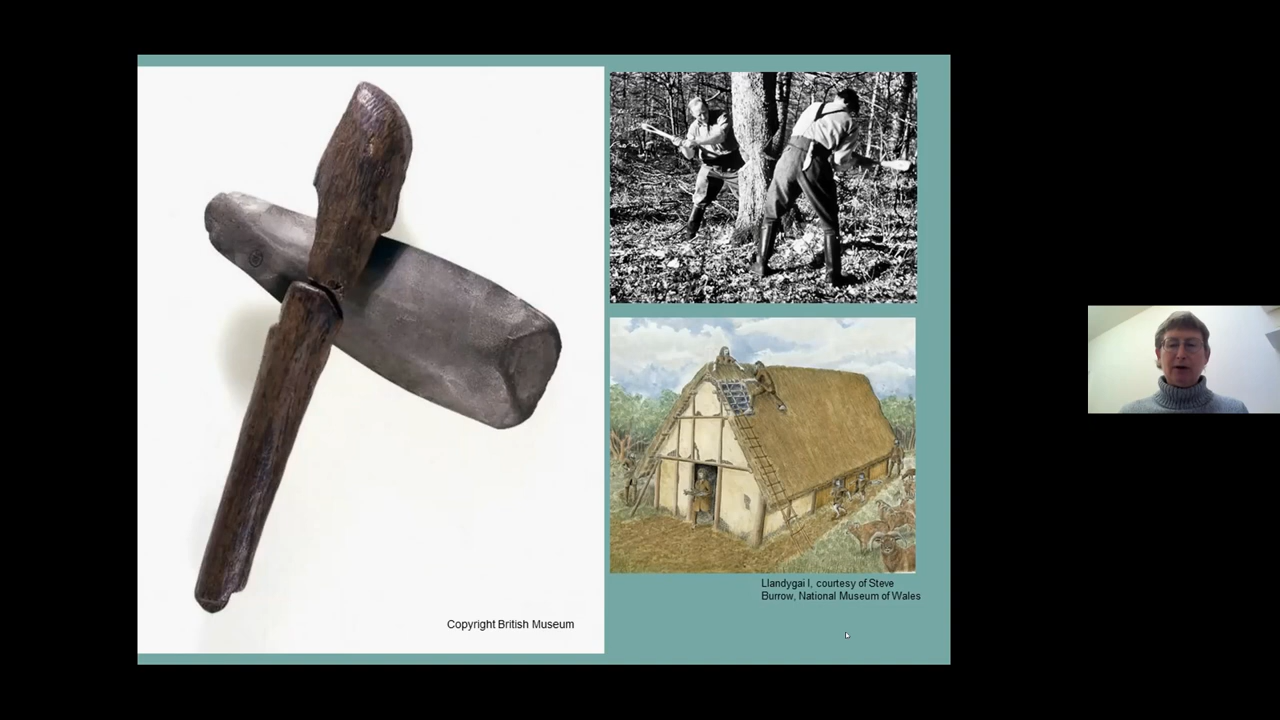 Copyright British Museum
Llandygai I, courtesy of Steve
Burrow, National Museum of Wales